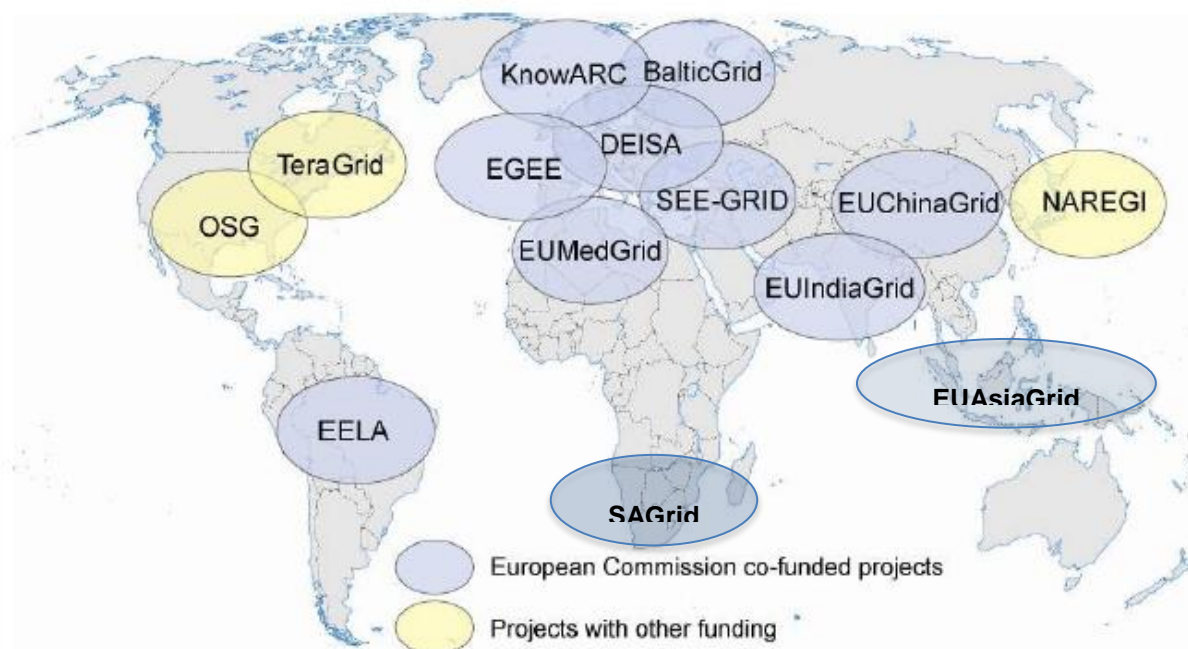 KnowARC
BalticGrid
TeraGrid
DEISA
EGEE
OSG
SEE-GRID
EUChinaGrid
NAREGI
EUMedGrid
EUIndiaGrid
EUAsiaGrid
EELA
SAGrid
European Commission co-funded projects
Projects with other funding